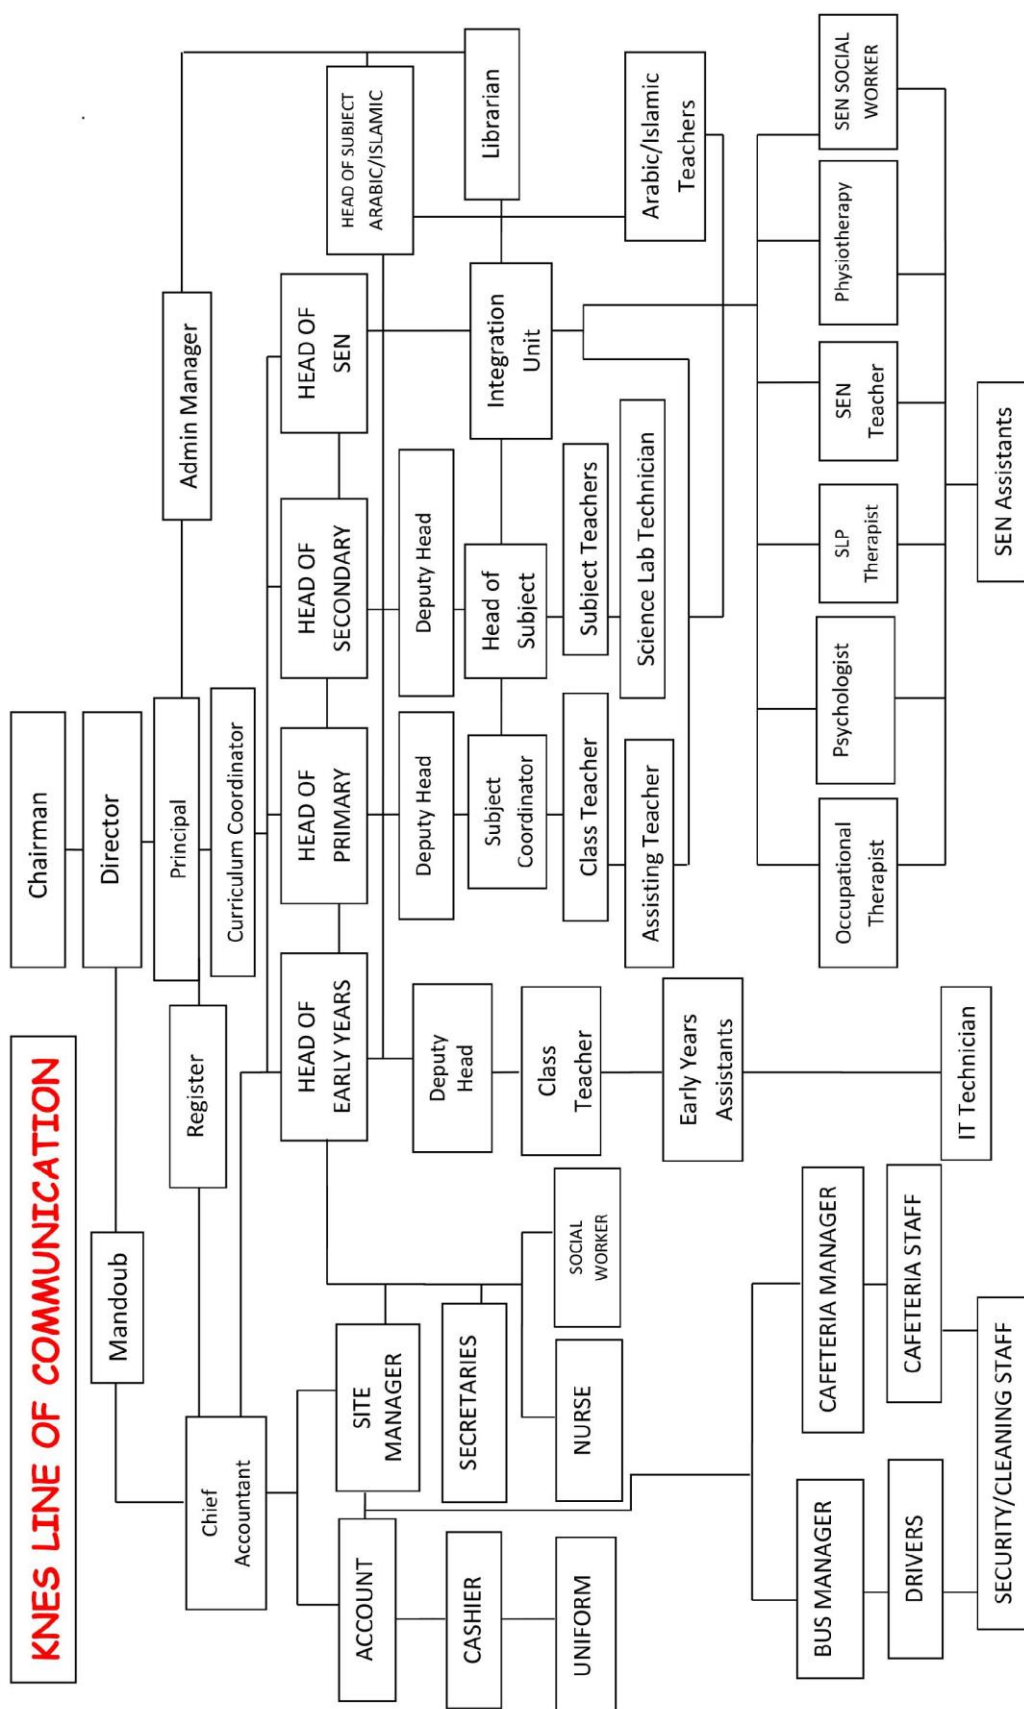 KNES LINE OF COMMUNICATION
Chairman
Director
Mandoub
Principal
Admin Manager
Register
Curriculum Coordinator
Chief
Accountant
HEAD OF
EARLY YEARS
HEAD OF
PRIMARY
HEAD OF
SECONDARY
HEAD OF
SEN
HEAD OF SUBJECT
ARABIC/ISLAMIC
ACCOUNT
SITE
MANAGER
Deputy
Head
Deputy Head
Deputy Head
CASHIER
SECRETARIES
Subject
Coordinator
Head of
Subject
Integration
Unit
Librarian
UNIFORM
NURSE
SOCIAL
WORKER
Class
Teacher
Class Teacher
Subject Teachers
Assisting Teacher
Science Lab Technician
Arabic/Islamic
Teachers
Early Years
Assistants
BUS MANAGER
CAFETERIA MANAGER
Occupational
Therapist
Psychologist
SLP
Therapist
SEN
Teacher
Physiotherapy
SEN SOCIAL
WORKER
DRIVERS
CAFETERIA STAFF
IT Technician
SECURITY/CLEANING STAFF
SEN Assistants